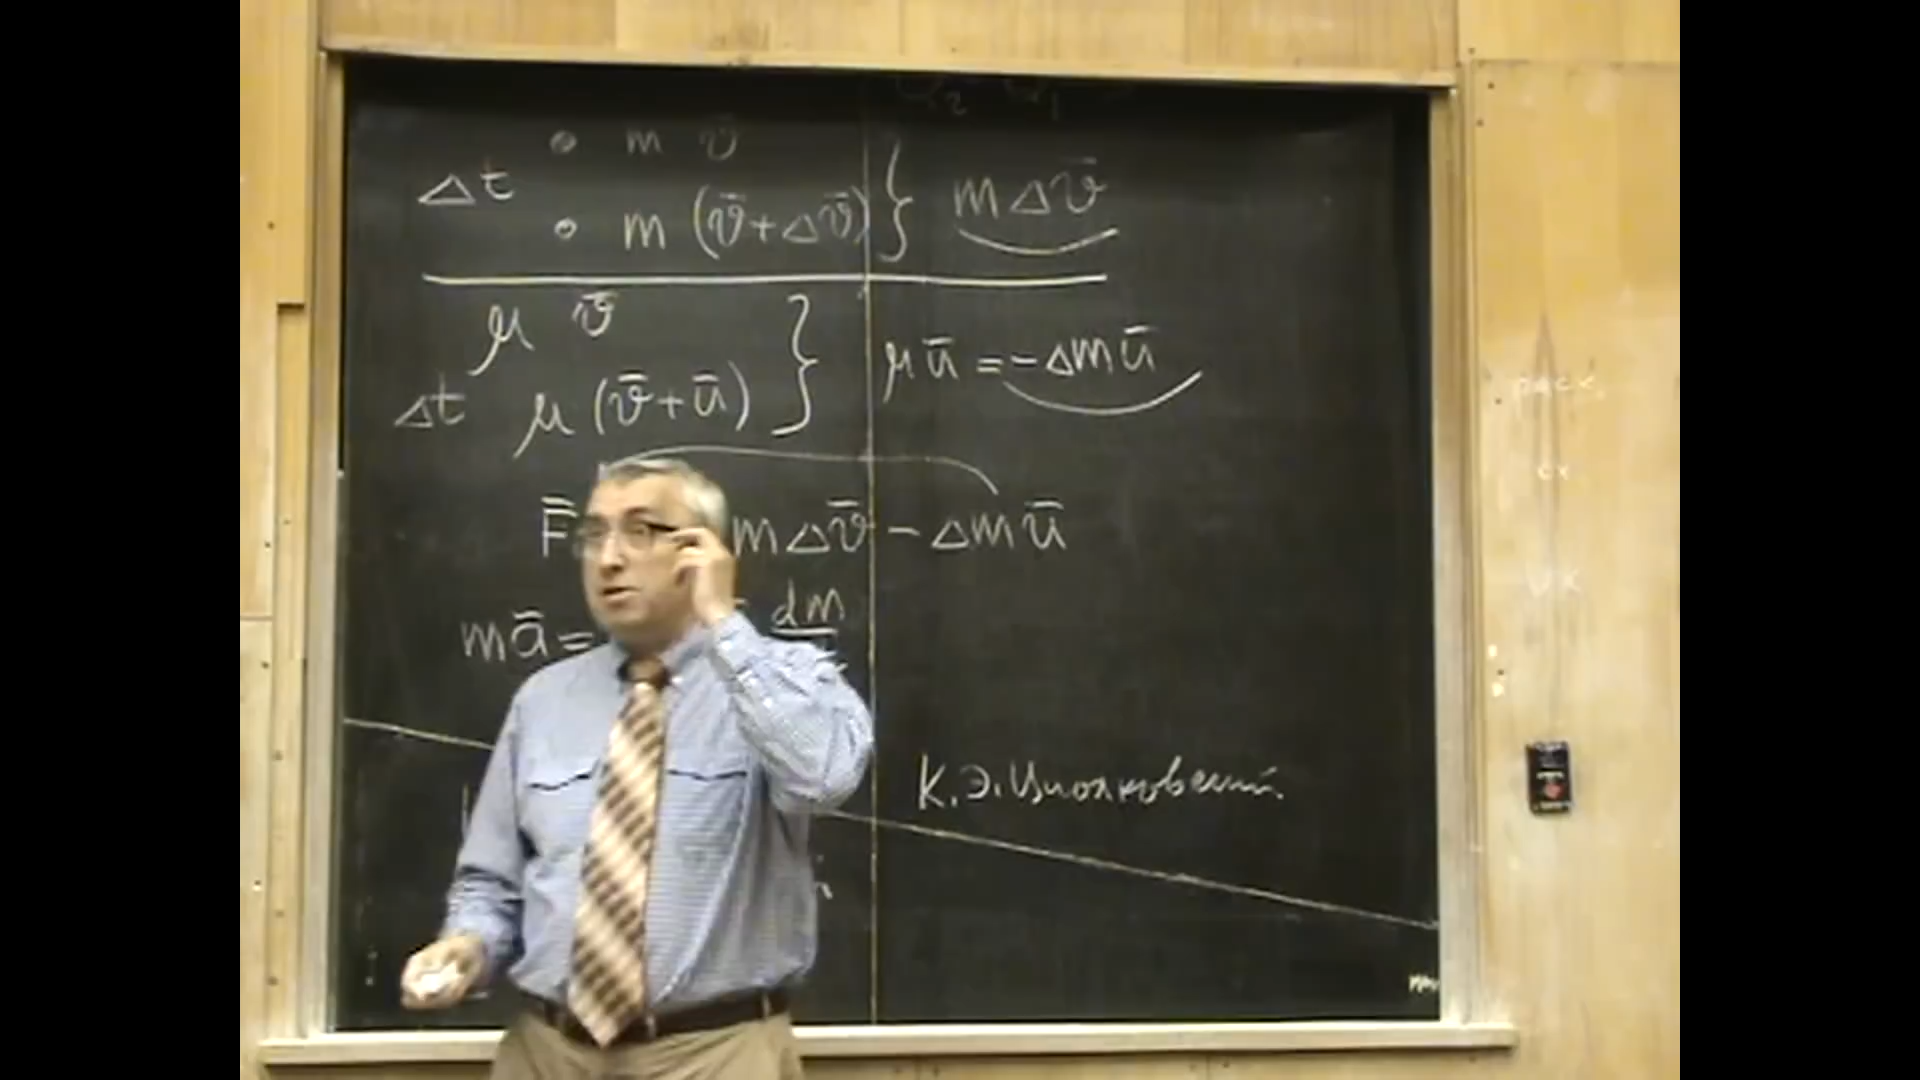 m v̄
Δt
m (v̄+Δv̄) } mΔv̄
μ v̄
Δt μ (v̄+ū) } μū = -Δmū
F̄ mΔv̄ - Δmū
mā = dm
К.Э.Циолковский